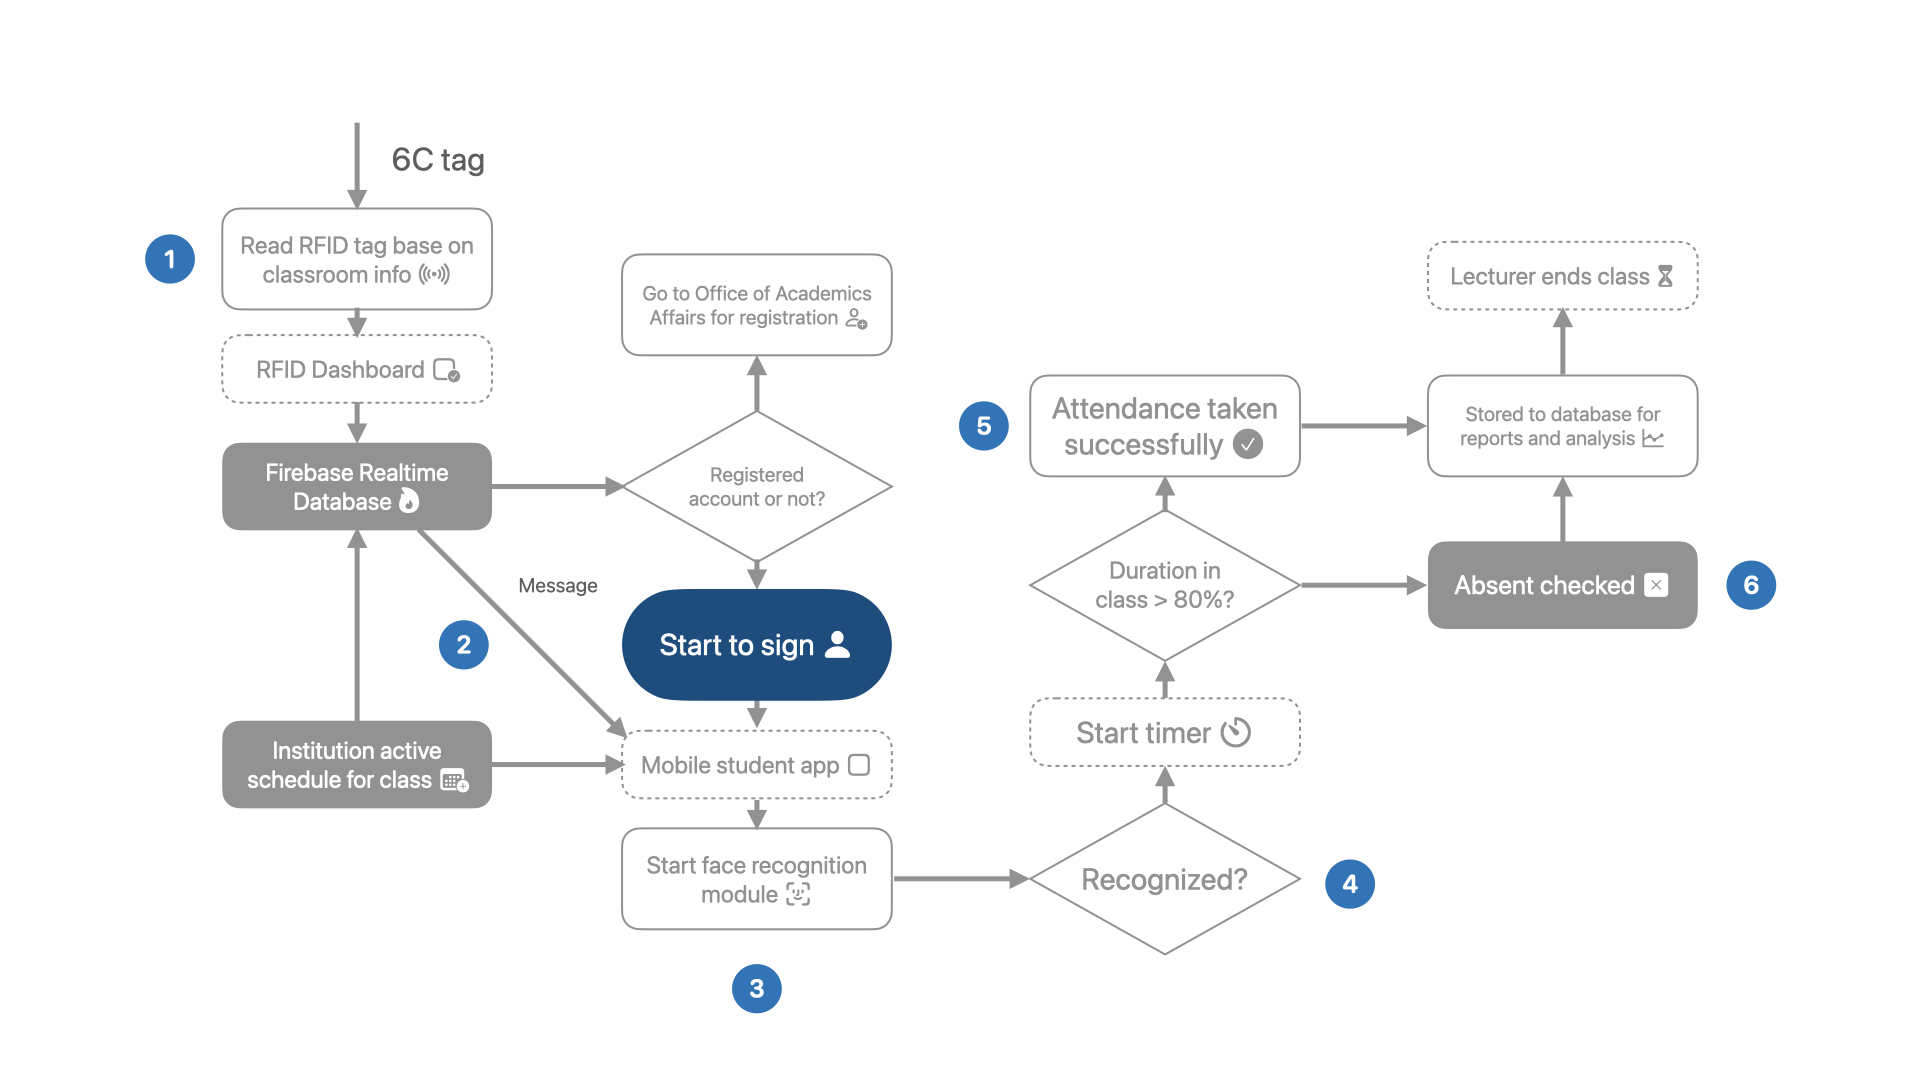 6C tag
1
Read RFID tag base on
classroom info
RFID Dashboard
Firebase Realtime
Database
Message
2
Institution active
schedule for class
Go to Office of Academics
Affairs for registration
Registered
account or not?
Start to sign
Mobile student app
Start face recognition
module
3
Recognized?
4
Start timer
Duration in
class > 80%?
5
Attendance taken
successfully
Lecturer ends class
Stored to database for
reports and analysis
Absent checked
6